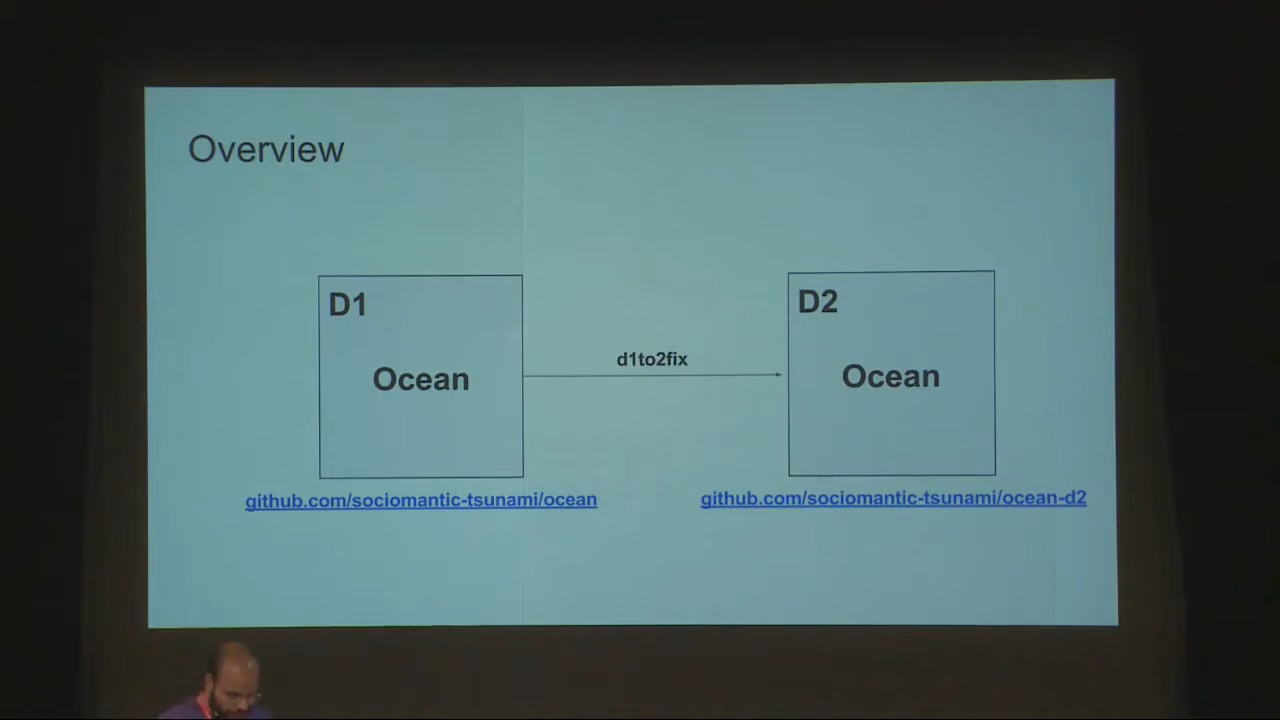 Overview
D1
Ocean
d1to2fix
D2
Ocean
github.com/sociomantic-tsunami/ocean
github.com/sociomantic-tsunami/ocean-d2